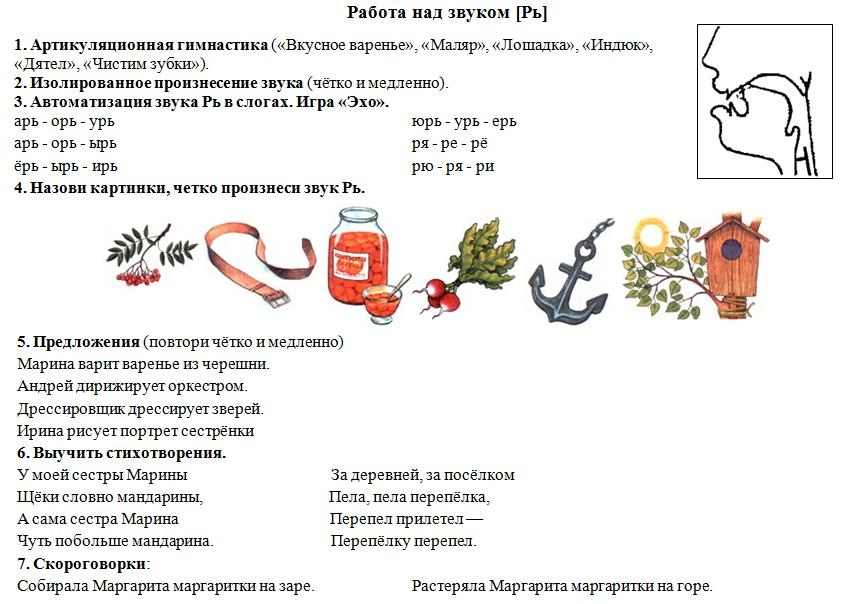 Работа над звуком [Рь]
1. Артикуляционная гимнастика («Вкусное варенье», «Маляр», «Лошадка», «Индюк»,
«Дятел», «Чистим зубки»).
2. Изолированное произнесение звука (чётко и медленно).
3. Автоматизация звука Рь в слогах. Игра «Эхо».
арь - орь - урь
юрь - урь - ерь
арь - орь - ырь
ря - ре - рё
ёрь - ырь - ирь
рю - ря - ри
4. Назови картинки, четко произнеси звук Рь.
5. Предложения (повтори чётко и медленно)
Марина варит варенье из черешни.
Андрей дирижирует оркестром.
Дрессировщик дрессирует зверей.
Ирина рисует портрет сестрёнки
6. Выучить стихотворения.
У моей сестры Марины
Щёки словно мандарины,
А сама сестра Марина
Чуть побольше мандарина.
За деревней, за посёлком
Пела, пела перепёлка,
Перепел прилетел —
Перепёлку перепел.
7. Скороговорки:
Собирала Маргарита маргаритки на заре.
Растеряла Маргарита маргаритки на горе.